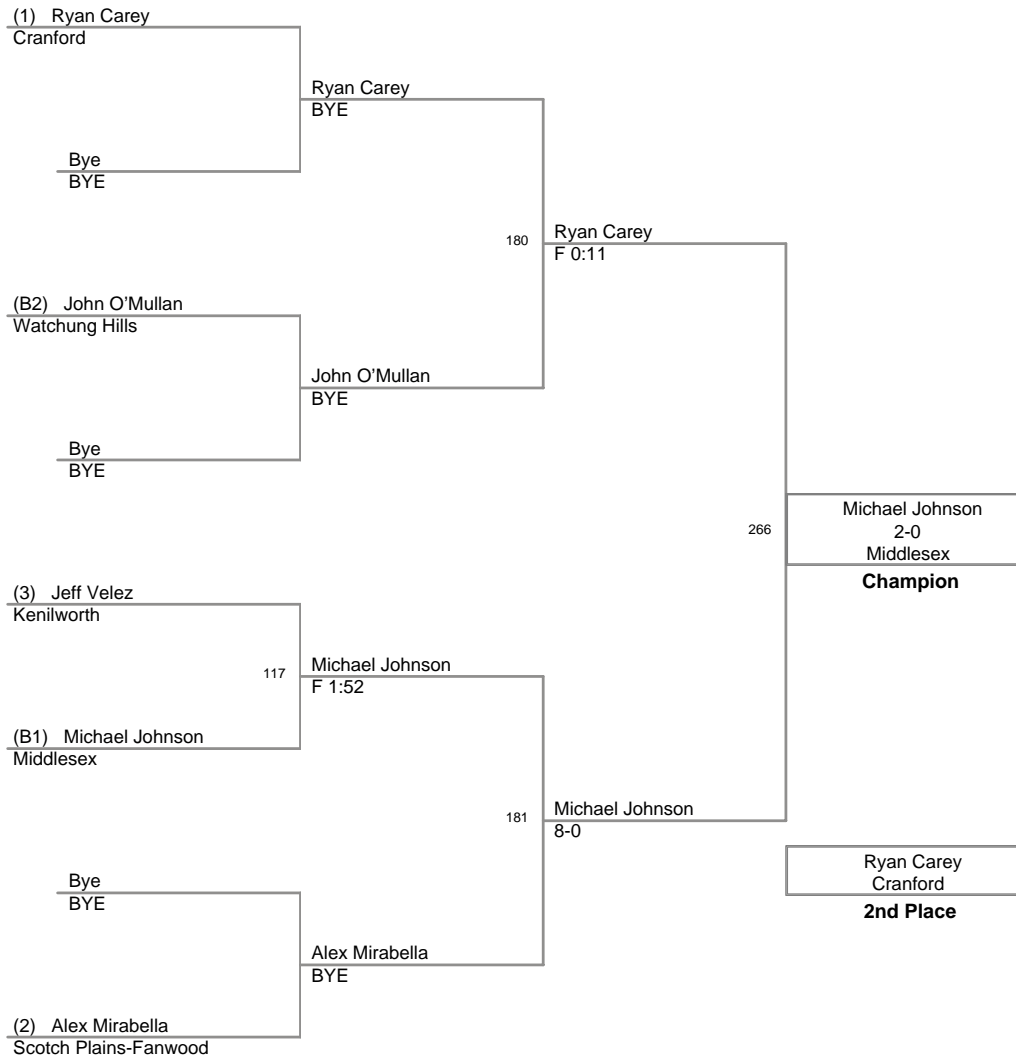 (1) Ryan Carey
Cranford
Ryan Carey
BYE
Bye
BYE
180
Ryan Carey
F 0:11
(B2) John O'Mullan
Watchung Hills
John O'Mullan
BYE
Bye
BYE
266
Michael Johnson
2-0
Middlesex
Champion
(3) Jeff Velez
Kenilworth
117
Michael Johnson
F 1:52
(B1) Michael Johnson
Middlesex
181
Michael Johnson
8-0
Bye
BYE
Ryan Carey
Cranford
2nd Place
Alex Mirabella
BYE
(2) Alex Mirabella
Scotch Plains-Fanwood